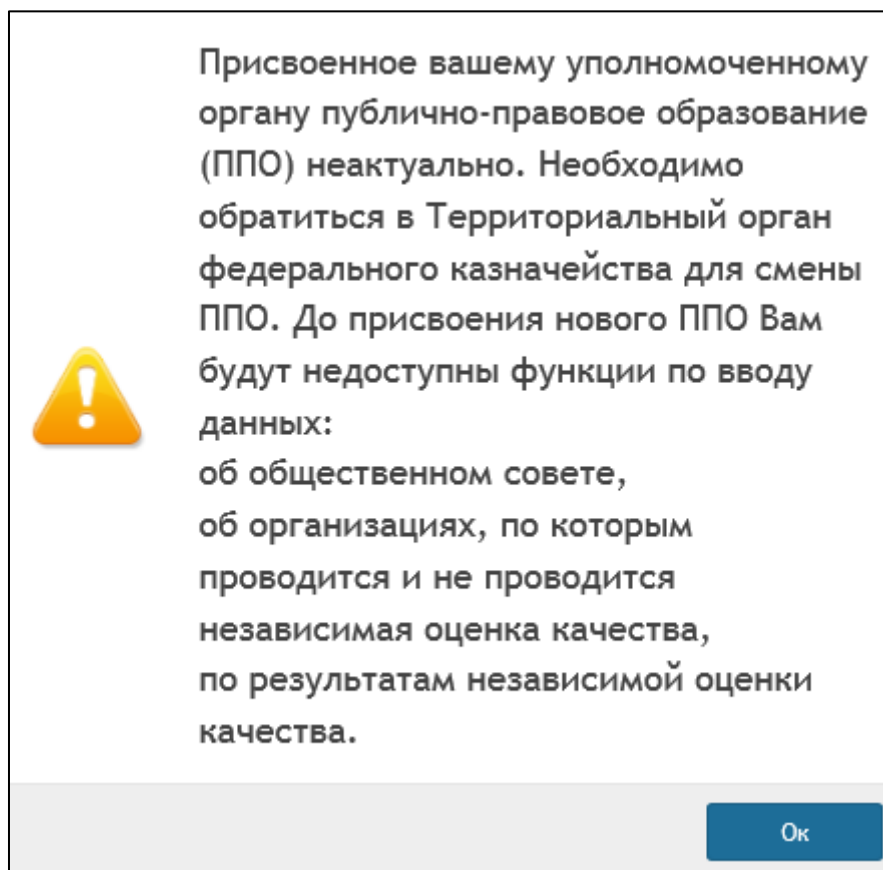 Присвоенное вашему уполномоченному
органу публично-правовое образование
(ППО) неактуально. Необходимо
обратиться в Территориальный орган
федерального казначейства для смены
ППО. До присвоения нового ППО Вам
будут недоступны функции по вводу
данных:
об общественном совете,
об организациях, по которым
проводится и не проводится
независимая оценка качества,
по результатам независимой оценки
качества.
Ок